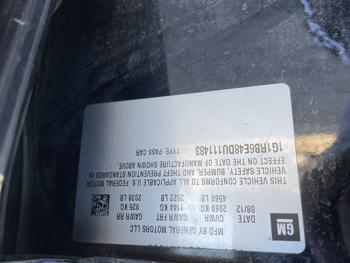 GM
MFD BY GENERAL MOTORS LLC
DATE GVWR GAWR FRT GAWR RR
08/12 2069 KG 1144 KG 925 KG
4560 LB 2522 LB 2038 LB
THIS VEHICLE CONFORMS TO ALL APPLICABLE U.S. FEDERAL MOTOR
VEHICLE SAFETY, BUMPER, AND THEFT PREVENTION STANDARDS IN
EFFECT ON THE DATE OF MANUFACTURE SHOWN ABOVE.
1G1RB6E48DU111483 TYPE: PASS CAR